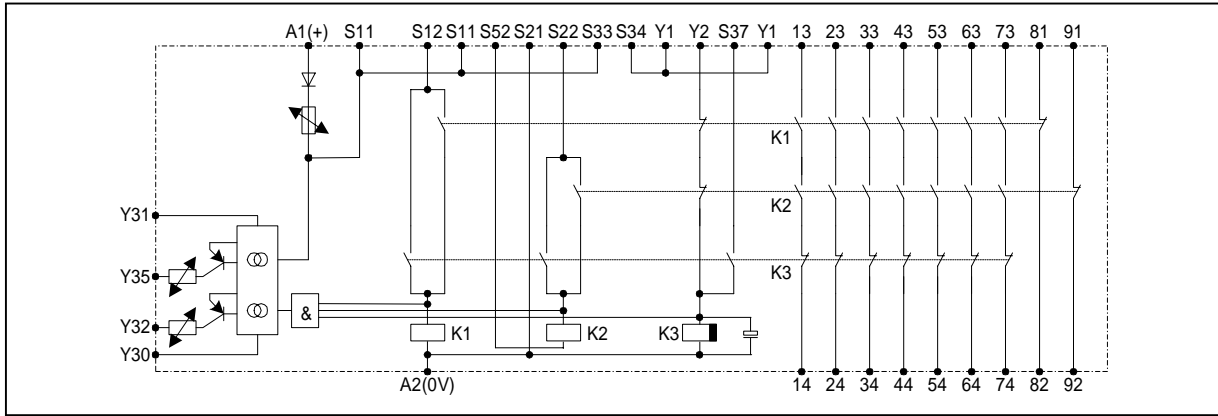 A1(+) S11 S12 S11 S52 S21 S22 S33 S34 Y1 Y2 S37 Y1 13 23 33 43 53 63 73 81 91
K1
K2
Y31
K3
Y35
&
Y32
K1 K2 K3
Y30
A2(0V) 14 24 34 44 54 64 74 82 92